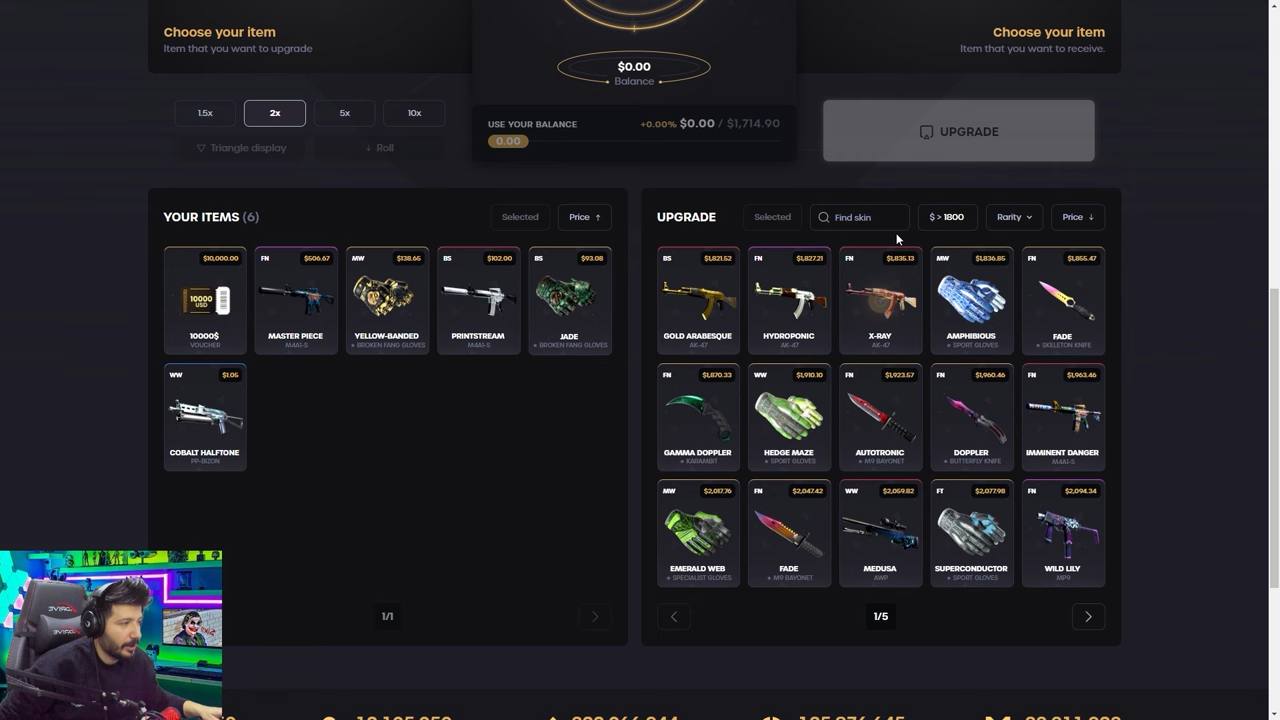 Choose your item
Item that you want to upgrade
Choose your item
Item that you want to receive.
$0.00
Balance
1.5x
2x
5x
10x
Triangle display
Roll
USE YOUR BALANCE
+0.00% $0.00 / $1,714.90
0.00
UPGRADE
YOUR ITEMS (6)
Selected
Price ↑
UPGRADE
Selected
Find skin
$ > 1800
Rarity
Price ↓
$10,000.00
10000 USD
10000$
VOUCHER
FN
$506.67
MASTER PIECE
M4A1-S
MW
$138.65
YELLOW-BANDED
★ BROKEN FANG GLOVES
BS
$102.00
PRINTSTREAM
M4A1-S
BS
$93.08
JADE
★ BROKEN FANG GLOVES
WW
$1.05
COBALT HALFTONE
PP-BIZON
1/1
BS
$1,821.52
GOLD ARABESQUE
AK-47
FN
$1,827.21
HYDROPONIC
AK-47
FN
$1,835.13
X-RAY
AK-47
MW
$1,836.85
AMPHIBIOUS
★ SPORT GLOVES
FN
$1,855.47
FADE
★ SKELETON KNIFE
FN
$1,870.33
GAMMA DOPPLER
★ KARAMBIT
WW
$1,910.10
HEDGE MAZE
★ SPORT GLOVES
FN
$1,923.57
AUTOTRONIC
★ M9 BAYONET
FN
$1,960.46
DOPPLER
★ BUTTERFLY KNIFE
FN
$1,963.46
IMMINENT DANGER
M4A1-S
MW
$2,017.76
EMERALD WEB
★ SPECIALIST GLOVES
FN
$2,047.42
FADE
★ M9 BAYONET
WW
$2,059.82
MEDUSA
AWP
FT
$2,077.98
SUPERCONDUCTOR
★ SPORT GLOVES
FN
$2,094.34
WILD LILY
MP9
1/5